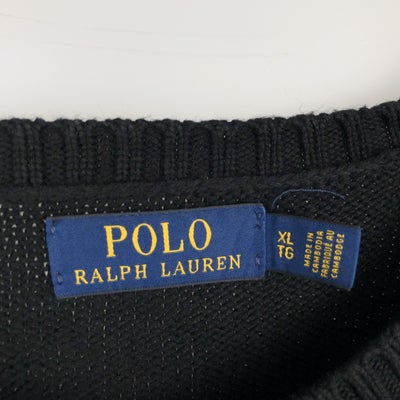 POLO
RALPH LAUREN
XL
TG
MADE IN
CAMBODIA
FABRIQUÉ AU
CAMBODGE